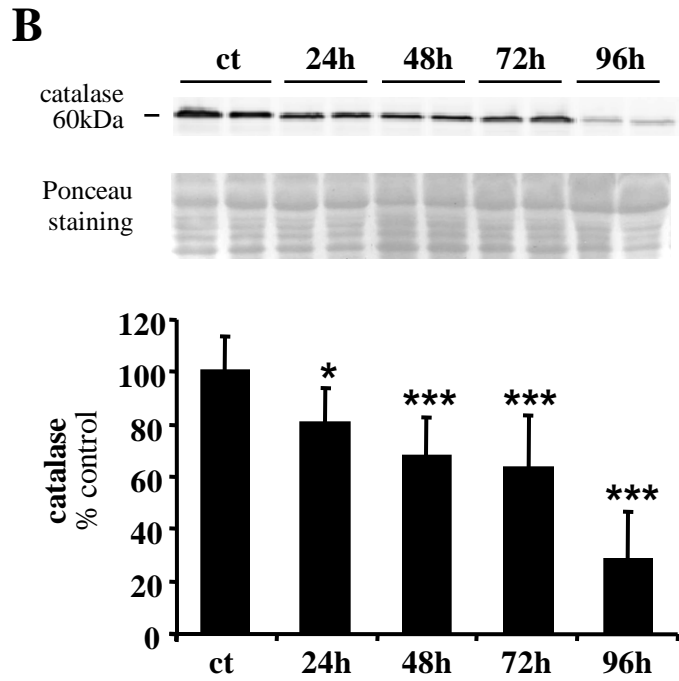 B
ct 24h 48h 72h 96h
catalase
60kDa
Ponceau
staining
120
100
80
60
40
20
0
catalase
% control
* *** *** ***
ct 24h 48h 72h 96h